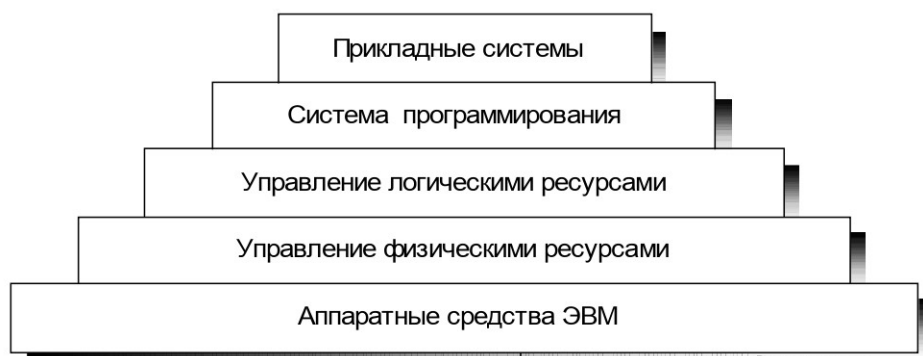 Прикладные системы
Система программирования
Управление логическими ресурсами
Управление физическими ресурсами
Аппаратные средства ЭВМ